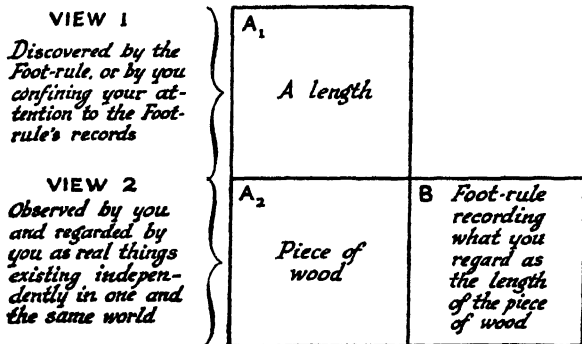 VIEW 1
Discovered by the
Foot-rule, or by you
confining your at-
tention to the Foot-
rule's records
A1
A length
VIEW 2
Observed by you
and regarded by
you as real things
existing indepen-
dently in one and
the same world
A2
Piece of
wood
B Foot-rule
recording
what you
regard as
the length
of the piece
of wood